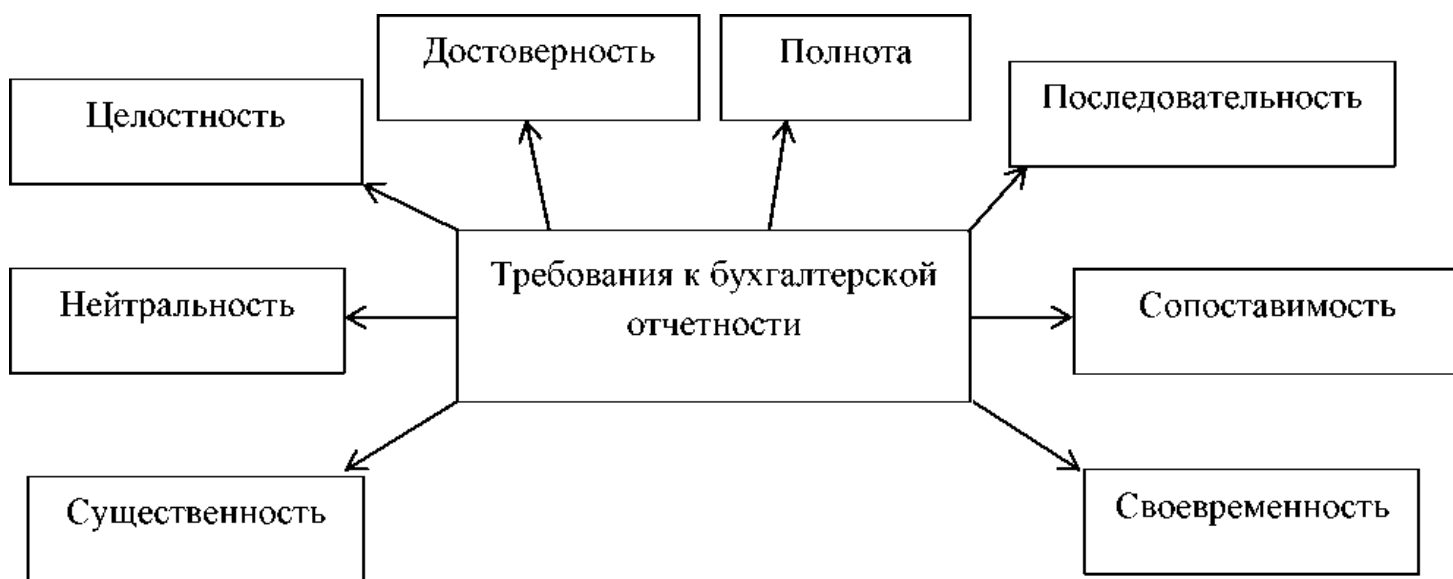 Достоверность
Полнота
Целостность
Последовательность
Требования к бухгалтерской
отчетности
Нейтральность
Сопоставимость
Существенность
Своевременность